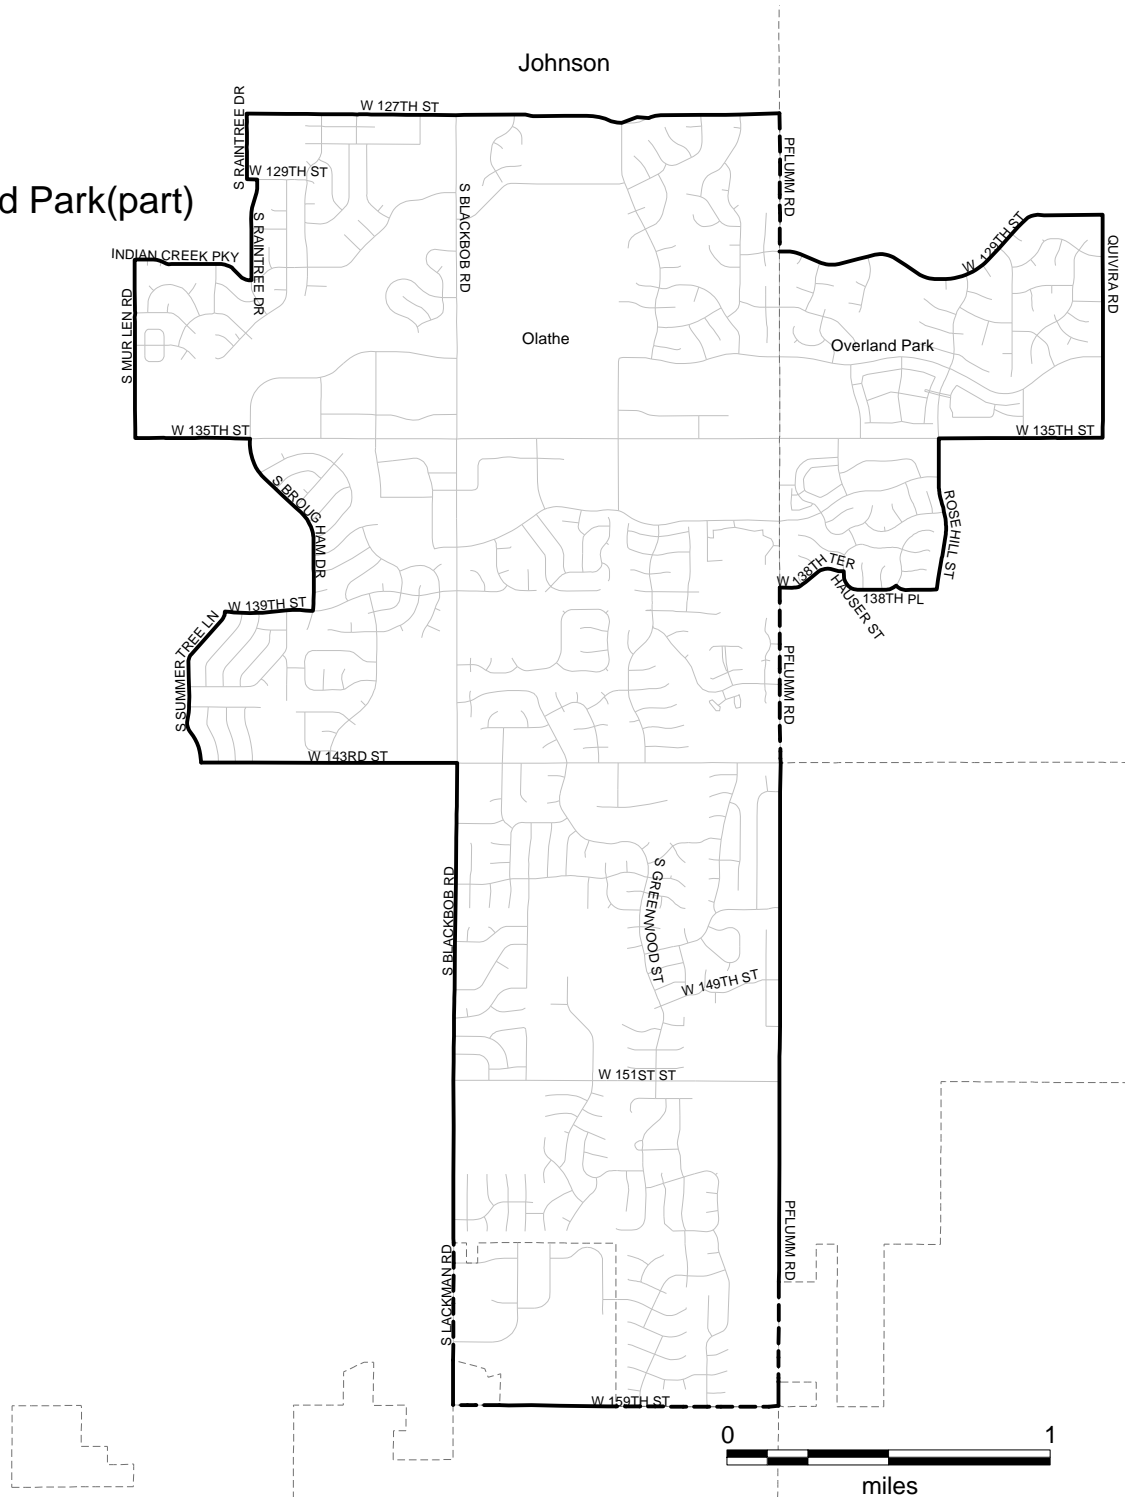 Johnson
S RAINTREE DR
W 127TH ST
W 129TH ST
PFLUMM RD
d Park(part)
S RAINTREE DR
S BLACKBOB RD
INDIAN CREEK PKY
W 129TH ST
QUIVIRA RD
S MUR LEN RD
Olathe
Overland Park
W 135TH ST
W 135TH ST
S BROUG HAM DR
ROSEHILL ST
W 138TH TER
HAUSER ST
138TH PL
W 139TH ST
S SUMMER TREE LN
PFLUMM RD
W 143RD ST
S BLACKBOB RD
S GREENWOOD ST
W 149TH ST
W 151ST ST
PFLUMM RD
S LACKMAN RD
W 159TH ST
0 1
miles